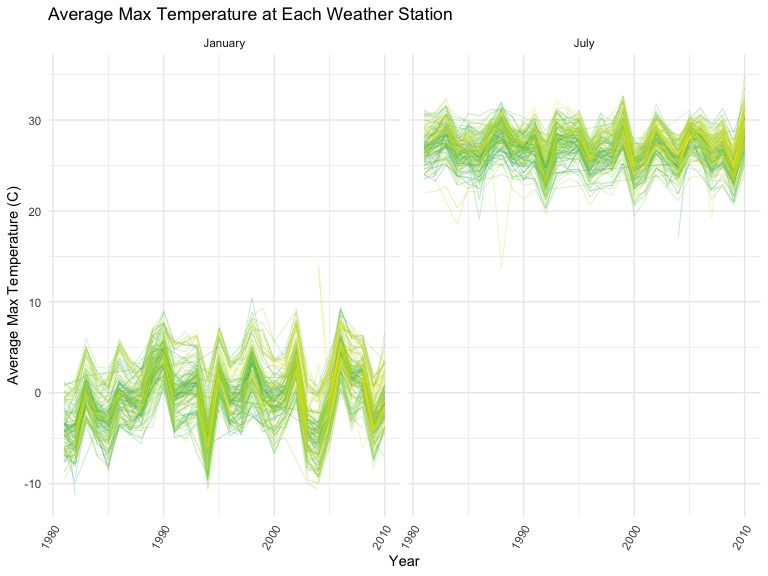 Average Max Temperature at Each Weather Station
January
July
Average Max Temperature (C)
30
20
10
0
-10
1980
1990
2000
2010
1980
1990
2000
2010
Year